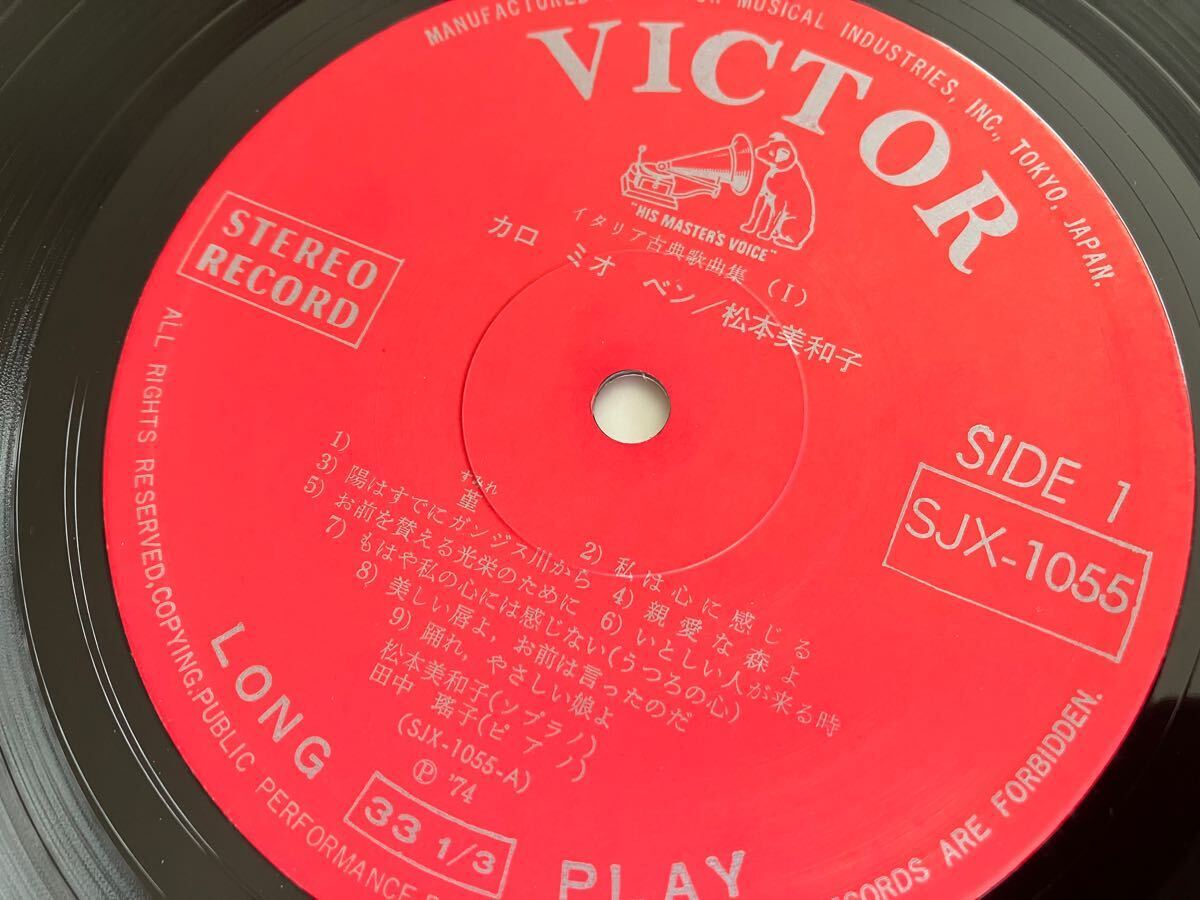 MANUFACTURED
MUSICAL INDUSTRIES, INC., TOKYO, JAPAN.
VICTOR
"HIS MASTER'S VOICE"
STEREO
RECORD
イタリア古典歌曲集 (I)
カロ ミオ ベン/松本美和子
SIDE 1
SJX-1055
1) 菫
すみれ
2) 私は心に感じる
3) 陽はすでにガンジス川から
4) 親愛な森よ
5) お前を賛える光栄のために
6) いとしい人が来る時
7) もはや私の心には感じない(うつろの心)
8) 美しい唇よ,お前は言ったのだ
9) 踊れ,やさしい娘よ
松本美和子(ソプラノ)
田中 瑤子(ピアノ)
(SJX-1055-A)
Ⓟ '74
LONG 33 1/3 PLAY
ALL RIGHTS RESERVED,COPYING,PUBLIC PERFORMANCE
RECORDS ARE FORBIDDEN.